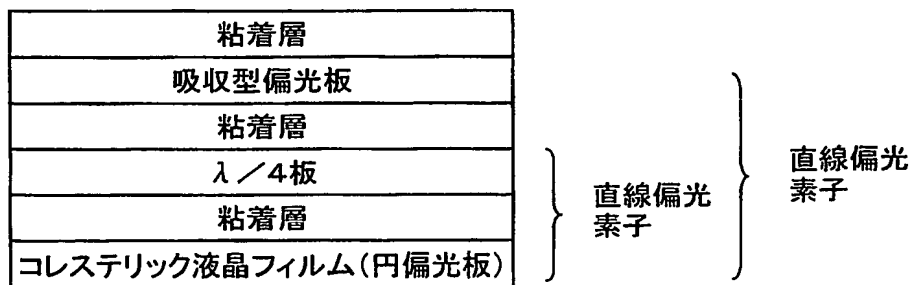 粘着層
吸収型偏光板
粘着層
λ／4板
粘着層
コレステリック液晶フィルム(円偏光板)
直線偏光
素子
直線偏光
素子